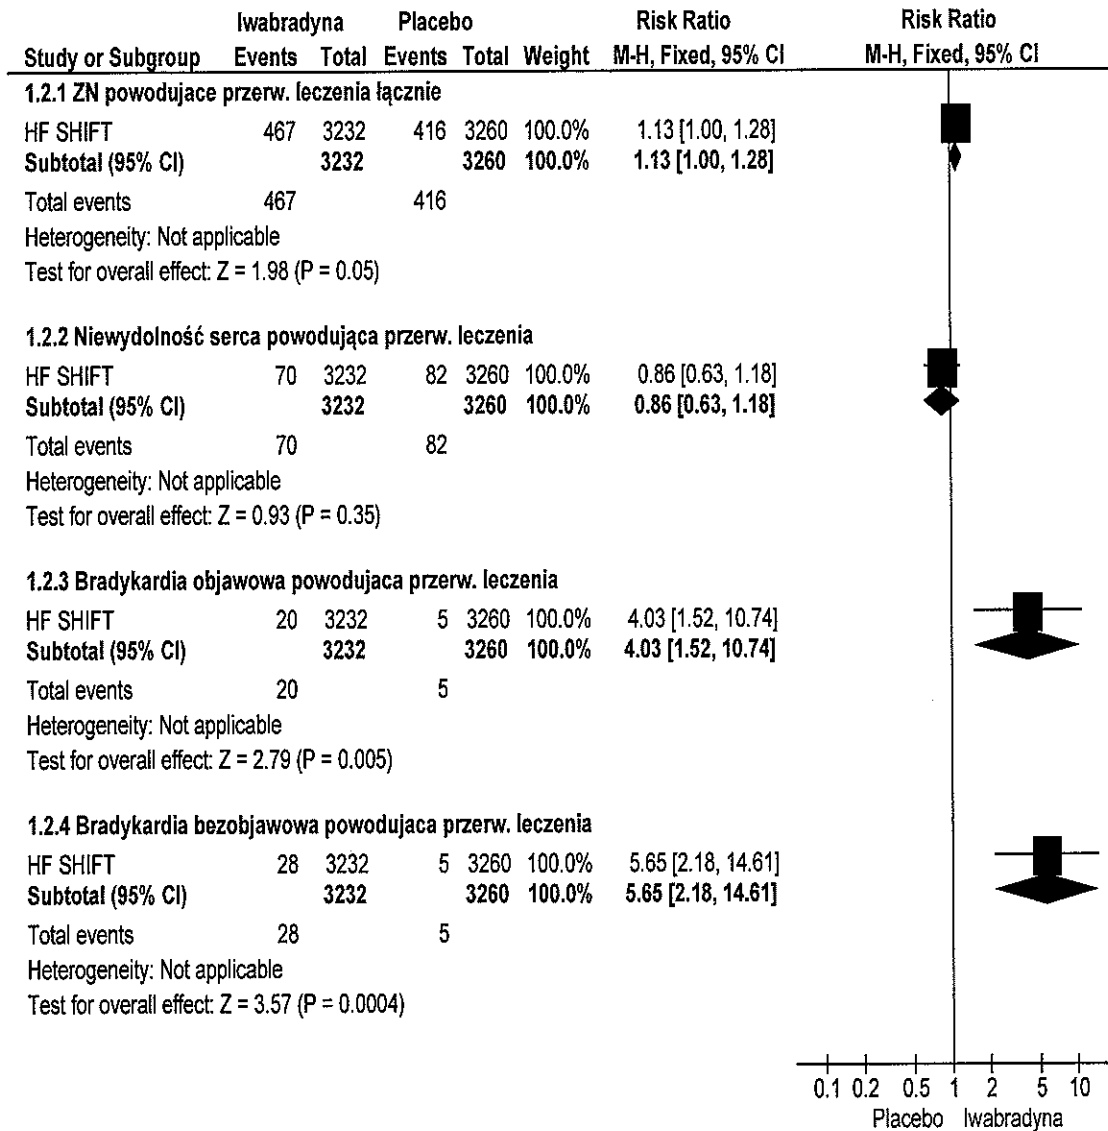 Iwabradyna Placebo Risk Ratio Risk Ratio
Study or Subgroup Events Total Events Total Weight M-H, Fixed, 95% CI M-H, Fixed, 95% CI
1.2.1 ZN powodujace przerw. leczenia łącznie
HF SHIFT 467 3232 416 3260 100.0% 1.13 [1.00, 1.28]
Subtotal (95% CI) 3232 3260 100.0% 1.13 [1.00, 1.28]
Total events 467 416
Heterogeneity: Not applicable
Test for overall effect: Z = 1.98 (P = 0.05)
1.2.2 Niewydolność serca powodująca przerw. leczenia
HF SHIFT 70 3232 82 3260 100.0% 0.86 [0.63, 1.18]
Subtotal (95% CI) 3232 3260 100.0% 0.86 [0.63, 1.18]
Total events 70 82
Heterogeneity: Not applicable
Test for overall effect: Z = 0.93 (P = 0.35)
1.2.3 Bradykardia objawowa powodujaca przerw. leczenia
HF SHIFT 20 3232 5 3260 100.0% 4.03 [1.52, 10.74]
Subtotal (95% CI) 3232 3260 100.0% 4.03 [1.52, 10.74]
Total events 20 5
Heterogeneity: Not applicable
Test for overall effect: Z = 2.79 (P = 0.005)
1.2.4 Bradykardia bezobjawowa powodujaca przerw. leczenia
HF SHIFT 28 3232 5 3260 100.0% 5.65 [2.18, 14.61]
Subtotal (95% CI) 3232 3260 100.0% 5.65 [2.18, 14.61]
Total events 28 5
Heterogeneity: Not applicable
Test for overall effect: Z = 3.57 (P = 0.0004)
0.1 0.2 0.5 1 2 5 10
Placebo Iwabradyna